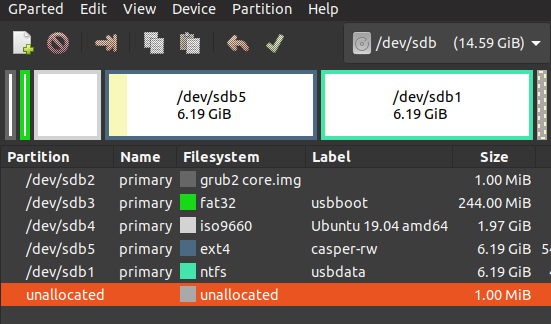 GParted Edit View Device Partition Help
/dev/sdb (14.59 GiB)
/dev/sdb5 /dev/sdb1
6.19 GiB 6.19 GiB
Partition Name Filesystem Label Size
/dev/sdb2 primary grub2 core.img 1.00 MiB
/dev/sdb3 primary fat32 usbboot 244.00 MiB
/dev/sdb4 primary iso9660 Ubuntu 19.04 amd64 1.97 GiB
/dev/sdb5 primary ext4 casper-rw 6.19 GiB
/dev/sdb1 primary ntfs usbdata 6.19 GiB
unallocated unallocated 1.00 MiB